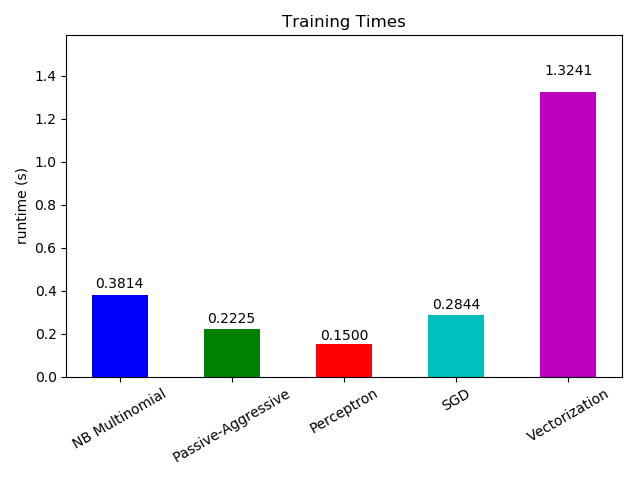 Training Times
runtime (s)
1.4
1.2
1.0
0.8
0.6
0.4
0.2
0.0
0.3814
0.2225
0.1500
0.2844
1.3241
NB Multinomial
Passive-Aggressive
Perceptron
SGD
Vectorization